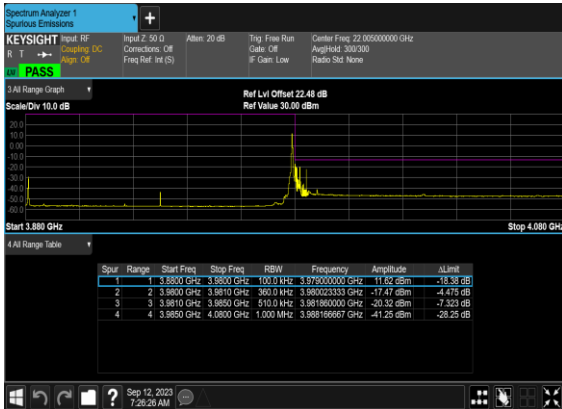 Spectrum Analyzer 1
Spurious Emissions
+
KEYSIGHT Input: RF Input Z: 50 Ω Atten: 20 dB Trig: Free Run Center Freq: 22.005000000 GHz
R T Coupling: DC Corrections: Off Gate: Off Avg|Hold: 300/300
Align: Off Freq Ref: Int (S) IF Gain: Low Radio Std: None
PASS
3 All Range Graph
Ref Lvl Offset 22.48 dB
Scale/Div 10.0 dB Ref Value 30.00 dBm
20.0
10.0
0.00
-10.0
-20.0
-30.0
-40.0
-50.0
-60.0
Start 3.880 GHz Stop 4.080 GHz
4 All Range Table
Spur Range Start Freq Stop Freq RBW Frequency Amplitude ΔLimit
1 1 3.8800 GHz 3.9800 GHz 100.0 kHz 3.979000000 GHz 11.62 dBm -18.38 dB
2 2 3.9800 GHz 3.9810 GHz 360.0 kHz 3.980023333 GHz -17.47 dBm -4.475 dB
3 3 3.9810 GHz 3.9850 GHz 510.0 kHz 3.981860000 GHz -20.32 dBm -7.323 dB
4 4 3.9850 GHz 4.0800 GHz 1.000 MHz 3.988166667 GHz -41.25 dBm -28.25 dB
? Sep 12, 2023
7:26:26 AM